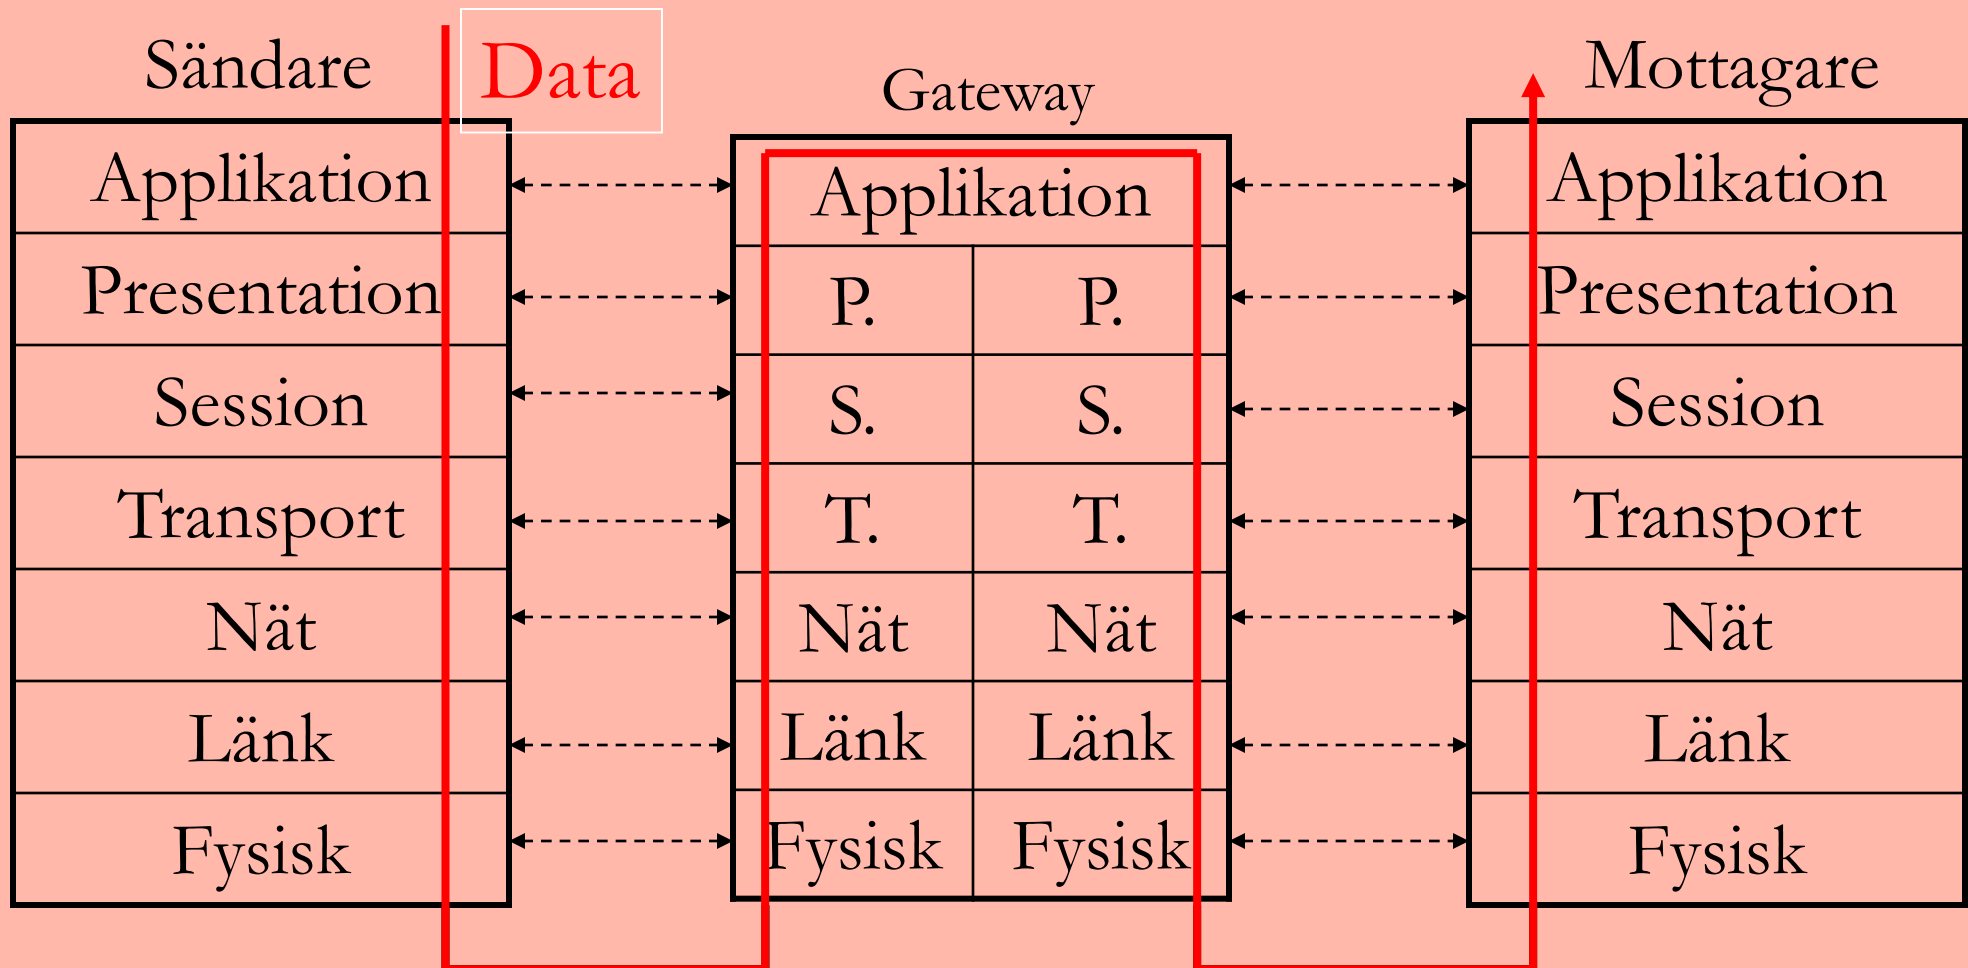 Sändare
Data
Gateway
Mottagare
Applikation
Presentation
Session
Transport
Nät
Länk
Fysisk
Applikation
P. P.
S. S.
T. T.
Nät Nät
Länk Länk
Fysisk Fysisk
Applikation
Presentation
Session
Transport
Nät
Länk
Fysisk